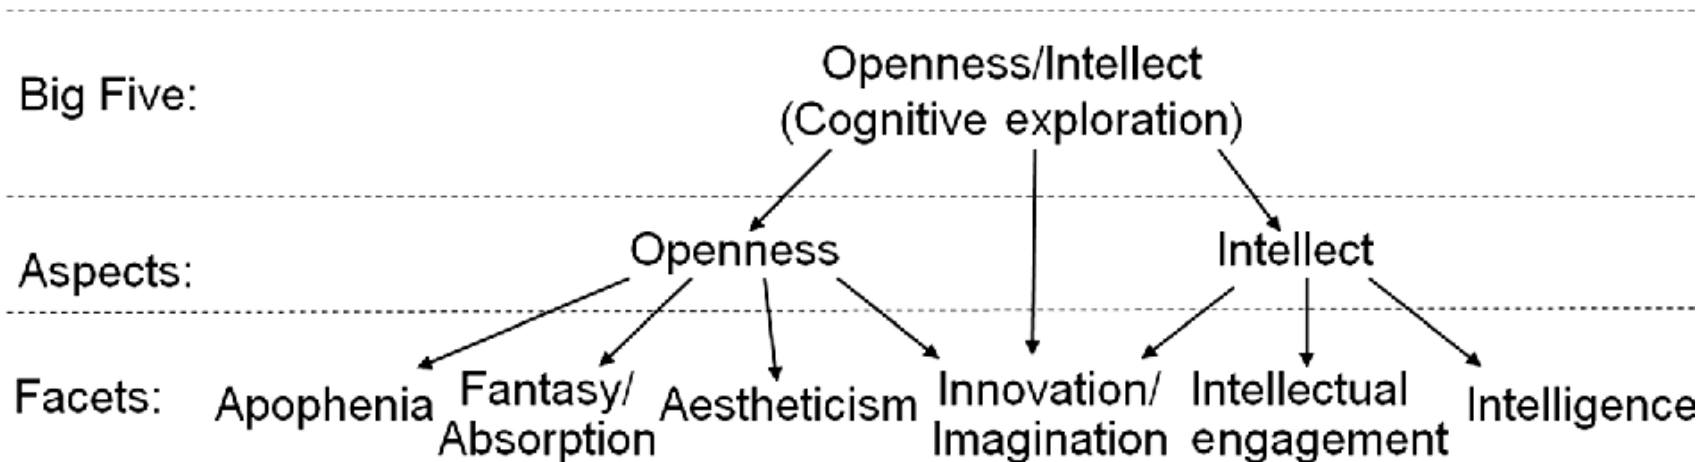 Openness/Intellect
Big Five:
(Cognitive exploration)
Openness
Intellect
Aspects:
Facets:
Apophenia
Fantasy/
Absorption
Aestheticism
Innovation/
Imagination
Intellectual
engagement
Intelligence